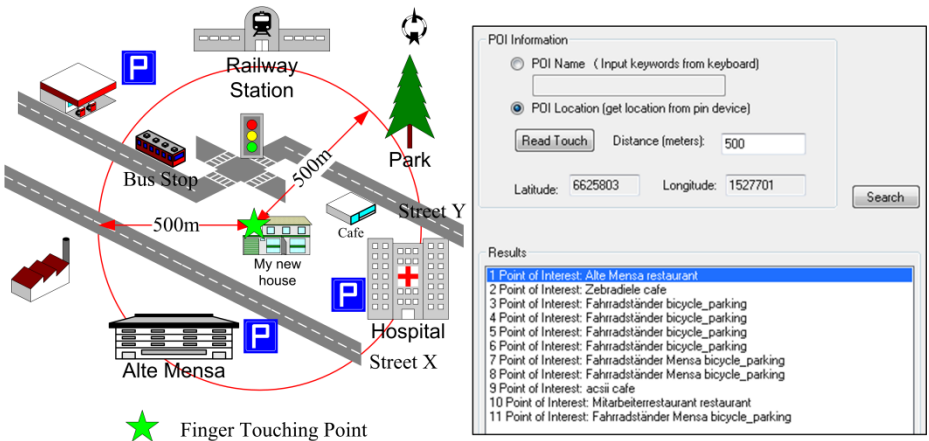 P
Railway
Station
Park
500m
Bus Stop
Street Y
500m
Cafe
My new
house
P
Hospital
P
Street X
Alte Mensa
Finger Touching Point
POI Information
POI Name ( Input keywords from keyboard)
POI Location (get location from pin device)
Read Touch Distance (meters): 500
Latitude: 6625803 Longitude: 1527701
Search
Results
1 Point of Interest: Alte Mensa restaurant
2 Point of Interest: Zebradiele cafe
3 Point of Interest: Fahrradständer bicycle_parking
4 Point of Interest: Fahrradständer bicycle_parking
5 Point of Interest: Fahrradständer bicycle_parking
6 Point of Interest: Fahrradständer bicycle_parking
7 Point of Interest: Fahrradständer Mensa bicycle_parking
8 Point of Interest: Fahrradständer Mensa bicycle_parking
9 Point of Interest: acsii cafe
10 Point of Interest: Mitarbeiterrestaurant restaurant
11 Point of Interest: Fahrradständer Mensa bicycle_parking